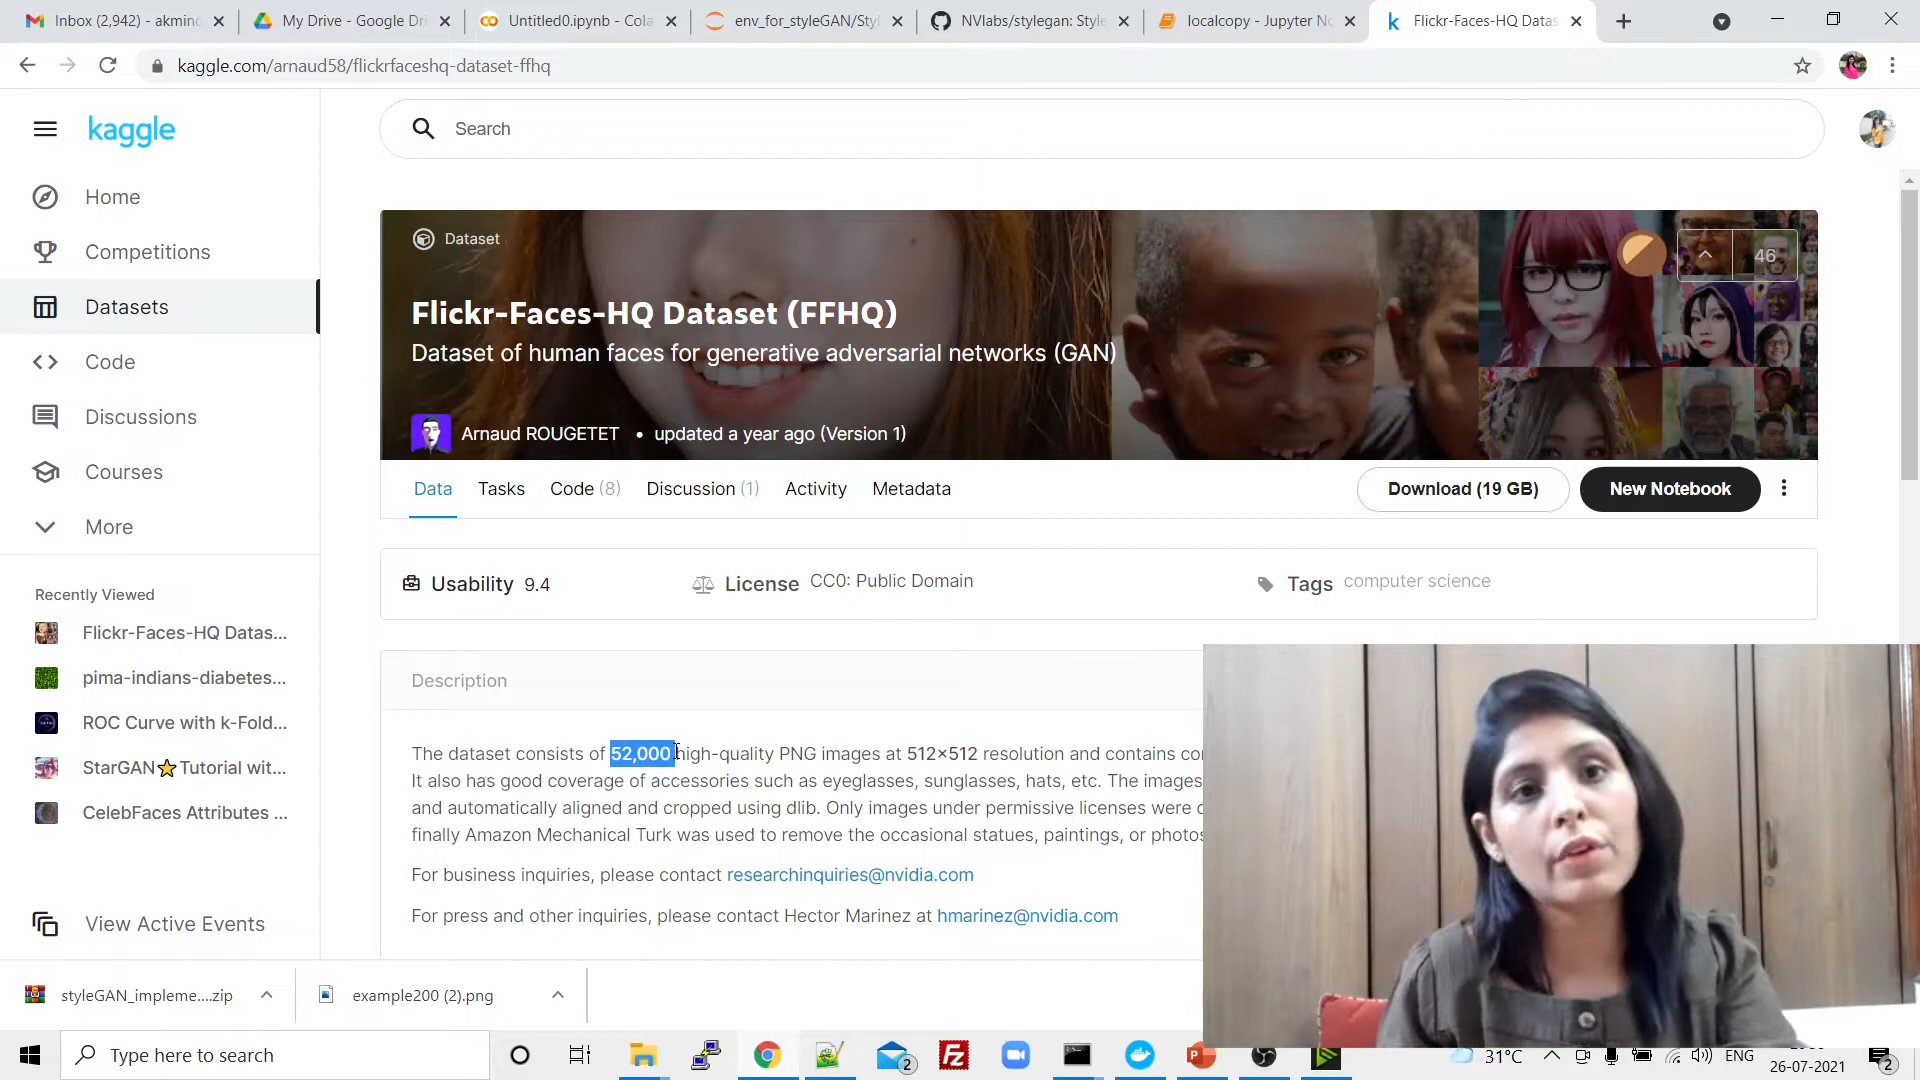 Inbox (2,942) - akmino
My Drive - Google Dri
Untitled0.ipynb - Cola
env_for_styleGAN/Styl
NVlabs/stylegan: Style
localcopy - Jupyter No
Flickr-Faces-HQ Datas
kaggle.com/arnaud58/flickrfaceshq-dataset-ffhq
kaggle
Search
Home
Competitions
Datasets
Code
Discussions
Courses
More
Recently Viewed
Flickr-Faces-HQ Datas...
pima-indians-diabetes...
ROC Curve with k-Fold...
StarGAN⭐Tutorial wit...
CelebFaces Attributes ...
View Active Events
Dataset
46
Flickr-Faces-HQ Dataset (FFHQ)
Dataset of human faces for generative adversarial networks (GAN)
Arnaud ROUGETET • updated a year ago (Version 1)
Data Tasks Code (8) Discussion (1) Activity Metadata
Download (19 GB)
New Notebook
Usability 9.4
License CC0: Public Domain
Tags computer science
Description
The dataset consists of 52,000 high-quality PNG images at 512×512 resolution and contains co
It also has good coverage of accessories such as eyeglasses, sunglasses, hats, etc. The images
and automatically aligned and cropped using dlib. Only images under permissive licenses were c
finally Amazon Mechanical Turk was used to remove the occasional statues, paintings, or photos
For business inquiries, please contact researchinquiries@nvidia.com
For press and other inquiries, please contact Hector Marinez at hmarinez@nvidia.com
styleGAN_impleme....zip
example200 (2).png
Type here to search
2
31°C
ENG
26-07-2021
2